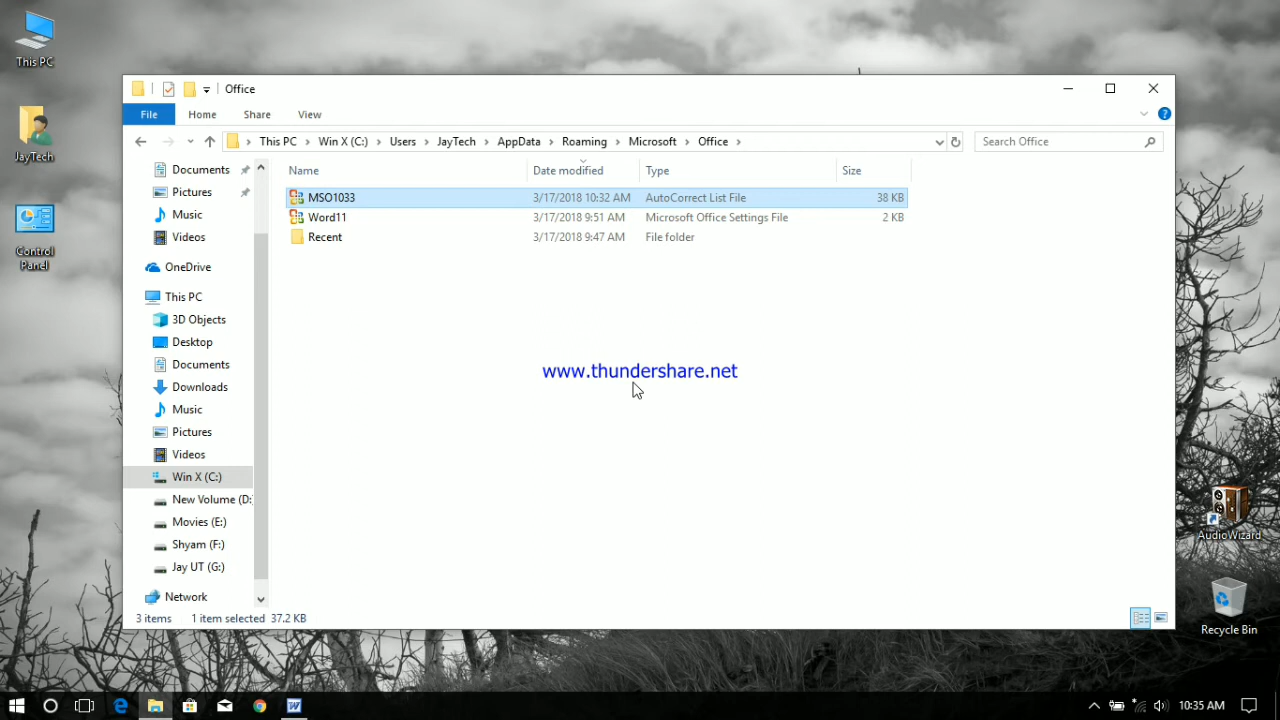 This PC
JayTech
Control
Panel
Office
File
Home
Share
View
This PC
Win X (C:)
Users
JayTech
AppData
Roaming
Microsoft
Office
Search Office
Documents
Pictures
Music
Videos
OneDrive
This PC
3D Objects
Desktop
Documents
Downloads
Music
Pictures
Videos
Win X (C:)
New Volume (D:
Movies (E:)
Shyam (F:)
Jay UT (G:)
Network
Name Date modified Type Size
MSO1033 3/17/2018 10:32 AM AutoCorrect List File 38 KB
Word11 3/17/2018 9:51 AM Microsoft Office Settings File 2 KB
Recent 3/17/2018 9:47 AM File folder
www.thundershare.net
3 items 1 item selected 37.2 KB
AudioWizard
Recycle Bin
10:35 AM